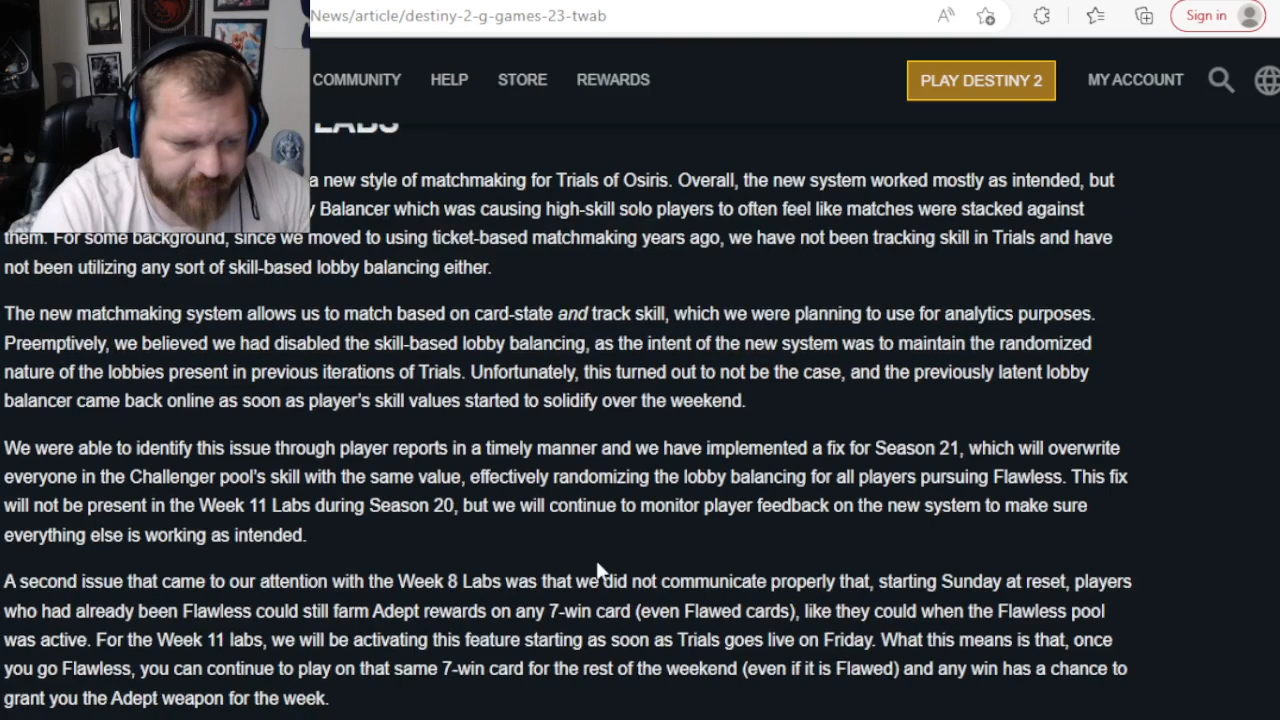 News/article/destiny-2-g-games-23-twab
Sign in
COMMUNITY HELP STORE REWARDS
PLAY DESTINY 2
MY ACCOUNT
LABS
a new style of matchmaking for Trials of Osiris. Overall, the new system worked mostly as intended, but
y Balancer which was causing high-skill solo players to often feel like matches were stacked against
them. For some background, since we moved to using ticket-based matchmaking years ago, we have not been tracking skill in Trials and have
not been utilizing any sort of skill-based lobby balancing either.
The new matchmaking system allows us to match based on card-state and track skill, which we were planning to use for analytics purposes.
Preemptively, we believed we had disabled the skill-based lobby balancing, as the intent of the new system was to maintain the randomized
nature of the lobbies present in previous iterations of Trials. Unfortunately, this turned out to not be the case, and the previously latent lobby
balancer came back online as soon as player's skill values started to solidify over the weekend.
We were able to identify this issue through player reports in a timely manner and we have implemented a fix for Season 21, which will overwrite
everyone in the Challenger pool's skill with the same value, effectively randomizing the lobby balancing for all players pursuing Flawless. This fix
will not be present in the Week 11 Labs during Season 20, but we will continue to monitor player feedback on the new system to make sure
everything else is working as intended.
A second issue that came to our attention with the Week 8 Labs was that we did not communicate properly that, starting Sunday at reset, players
who had already been Flawless could still farm Adept rewards on any 7-win card (even Flawed cards), like they could when the Flawless pool
was active. For the Week 11 labs, we will be activating this feature starting as soon as Trials goes live on Friday. What this means is that, once
you go Flawless, you can continue to play on that same 7-win card for the rest of the weekend (even if it is Flawed) and any win has a chance to
grant you the Adept weapon for the week.